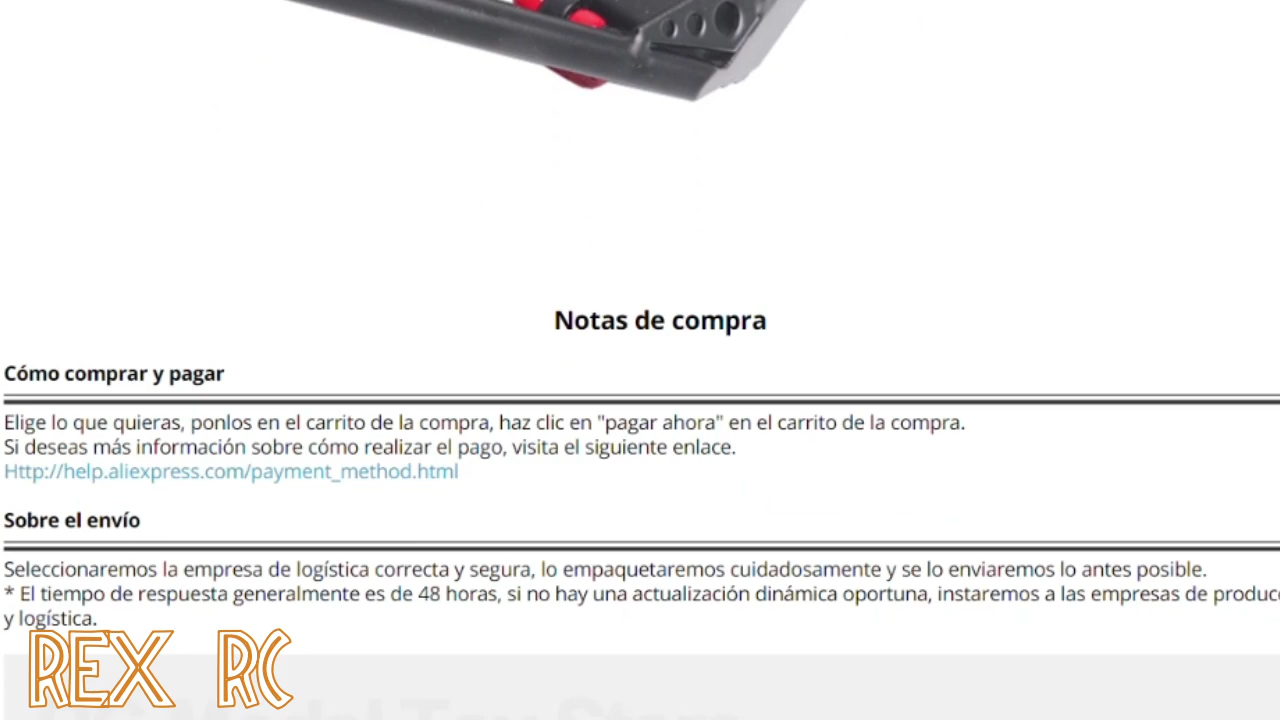 Notas de compra
Cómo comprar y pagar
Elige lo que quieras, ponlos en el carrito de la compra, haz clic en "pagar ahora" en el carrito de la compra.
Si deseas más información sobre cómo realizar el pago, visita el siguiente enlace.
Http://help.aliexpress.com/payment_method.html
Sobre el envío
Seleccionaremos la empresa de logística correcta y segura, lo empaquetaremos cuidadosamente y se lo enviaremos lo antes posible.
* El tiempo de respuesta generalmente es de 48 horas, si no hay una actualización dinámica oportuna, instaremos a las empresas de produc
y logística.
REX RC